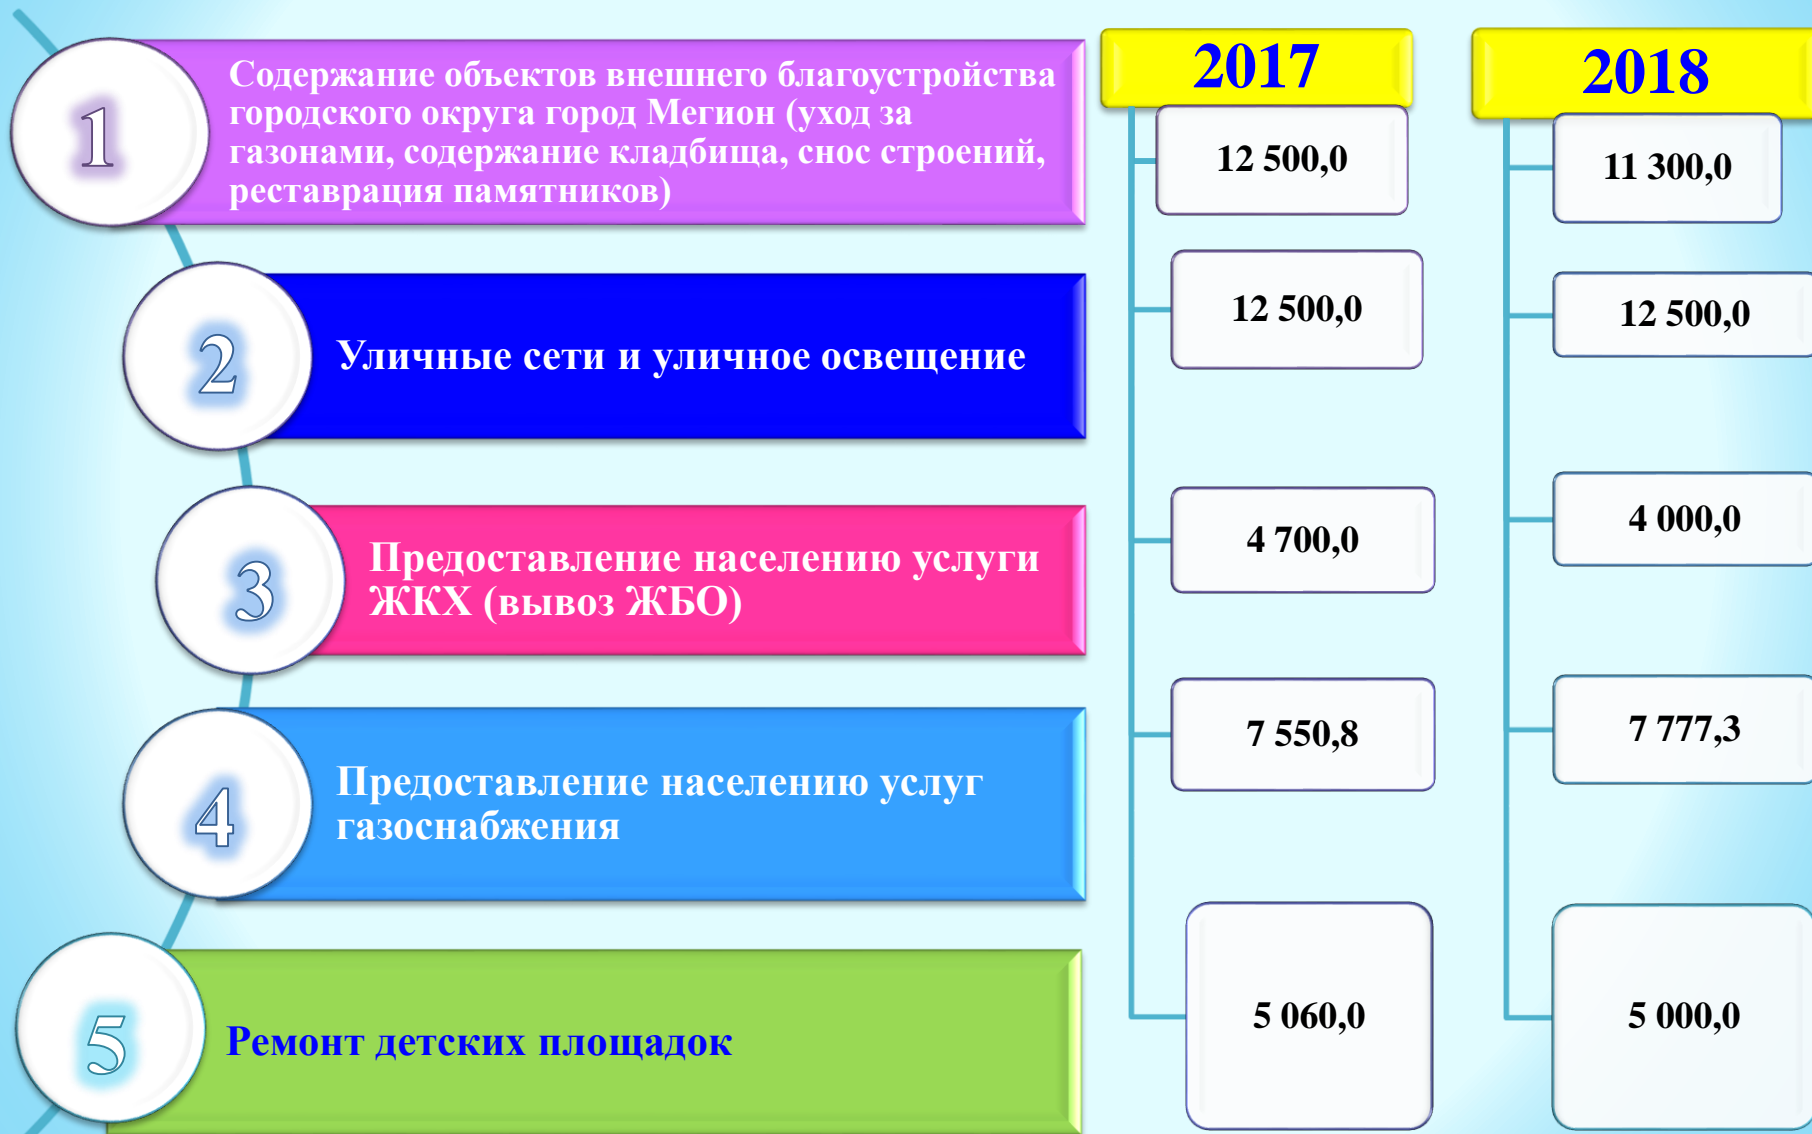 2017
2018
1
Содержание объектов внешнего благоустройства
городского округа город Мегион (уход за
газонами, содержание кладбища, снос строений,
реставрация памятников)
12 500,0
11 300,0
2
Уличные сети и уличное освещение
12 500,0
12 500,0
3
Предоставление населению услуги
ЖКХ (вывоз ЖБО)
4 700,0
4 000,0
4
Предоставление населению услуг
газоснабжения
7 550,8
7 777,3
5
Ремонт детских площадок
5 060,0
5 000,0